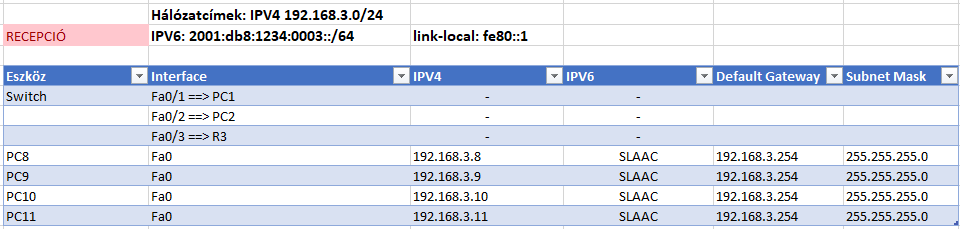 Hálózatcímek: IPV4 192.168.3.0/24
RECEPCIÓ IPV6: 2001:db8:1234:0003::/64 link-local: fe80::1
Eszköz Interface IPV4 IPV6 Default Gateway Subnet Mask
Switch Fa0/1 ==> PC1 - -
Fa0/2 ==> PC2 - -
Fa0/3 ==> R3 - -
PC8 Fa0 192.168.3.8 SLAAC 192.168.3.254 255.255.255.0
PC9 Fa0 192.168.3.9 SLAAC 192.168.3.254 255.255.255.0
PC10 Fa0 192.168.3.10 SLAAC 192.168.3.254 255.255.255.0
PC11 Fa0 192.168.3.11 SLAAC 192.168.3.254 255.255.255.0